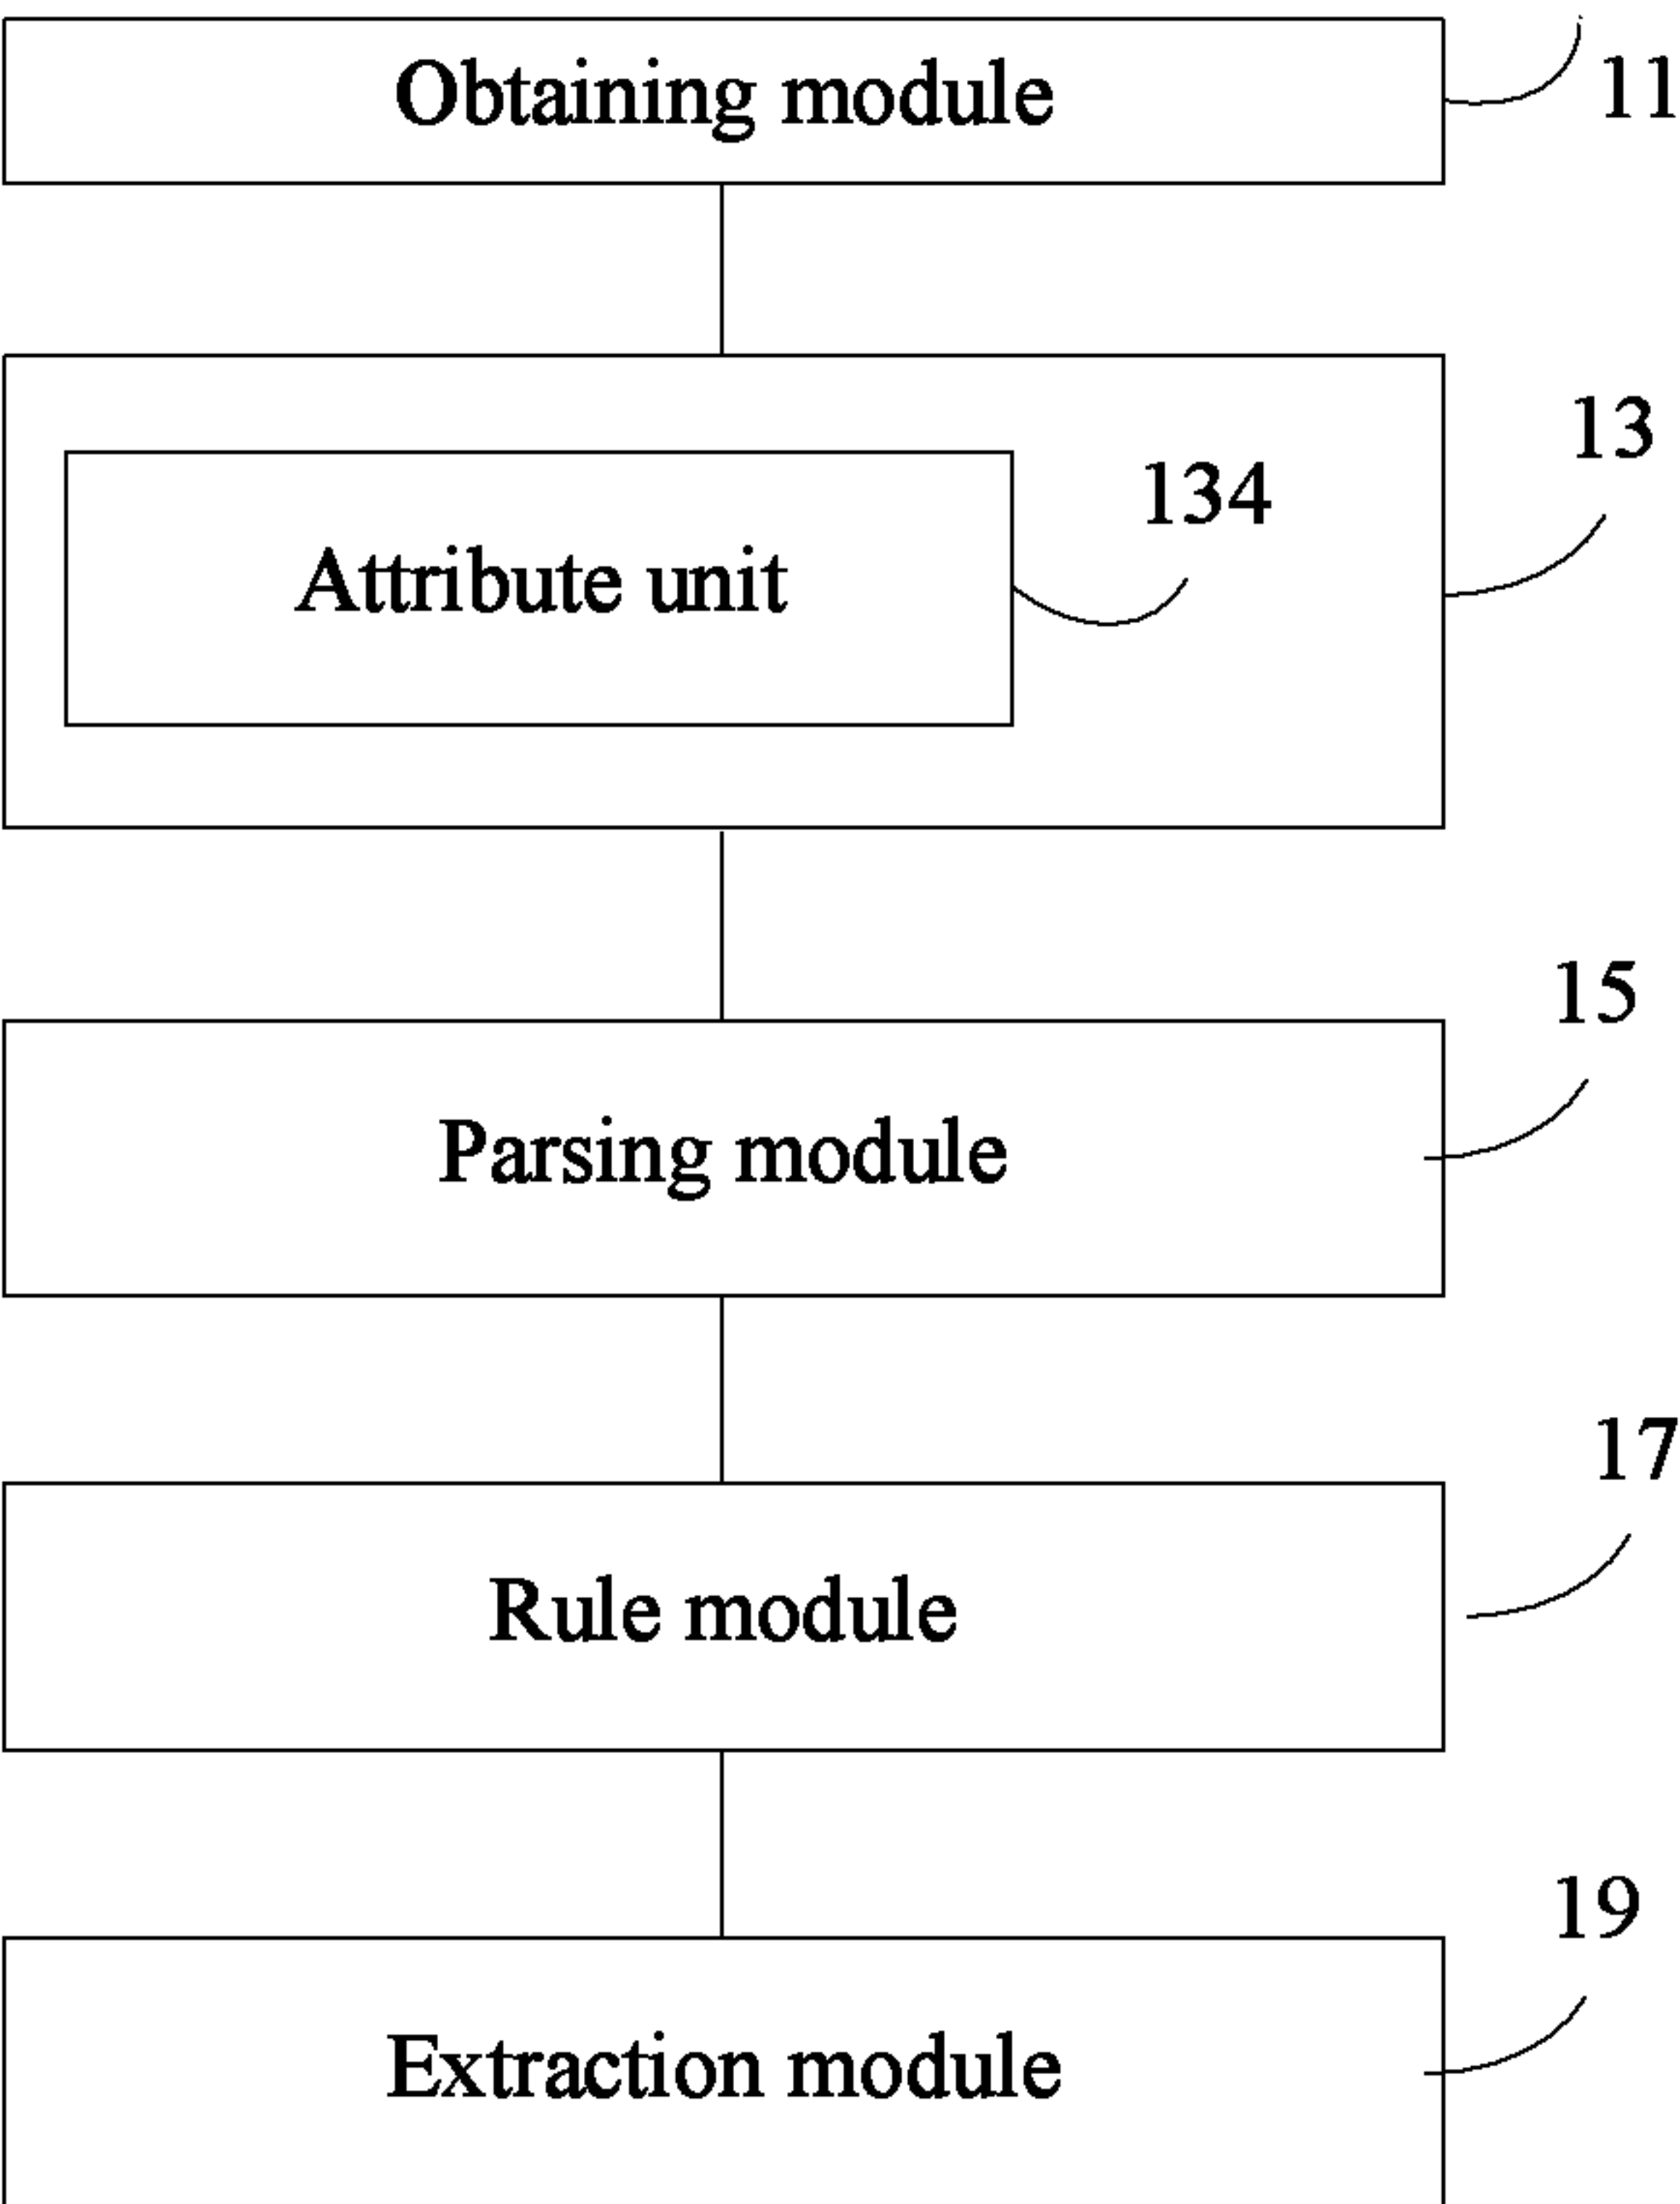 Obtaining module
11
13
134
Attribute unit
15
Parsing module
17
Rule module
19
Extraction module